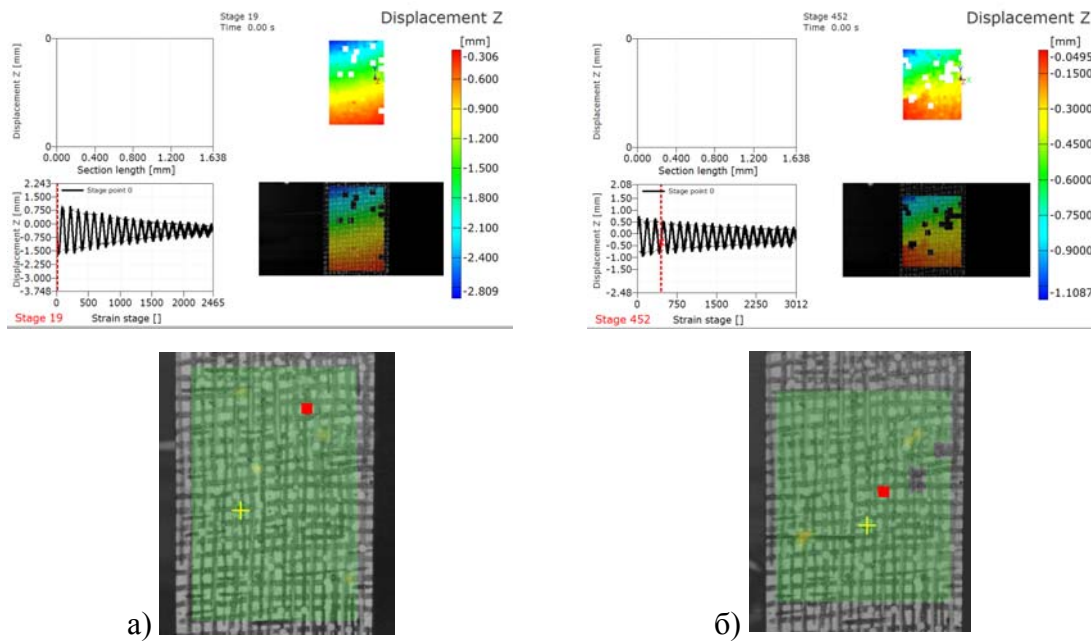 Stage 19
Time 0.00 s
Displacement Z
Displacement Z [mm]
0
0
0.000 0.400 0.800 1.200 1.638
Section length [mm]
[mm]
-0.306
-0.600
-0.900
-1.200
-1.500
-1.800
-2.100
-2.400
-2.809
Displacement Z [mm]
2.243
1.500
0.750
0.000
0.750
-1.500
-2.250
-3.000
-3.748
Stage point 0
0 500 1000 1500 2000 2465
Stage 19
Strain stage []
Stage 452
Time 0.00 s
Displacement Z
Displacement Z [mm]
0
0
0.000 0.400 0.800 1.200 1.638
Section length [mm]
[mm]
-0.0495
-0.1500
-0.3000
-0.4500
-0.6000
-0.7500
-0.9000
-1.1087
Displacement Z [mm]
2.08
1.50
1.00
0.50
0.00
-0.50
-1.00
-1.50
-2.48
Stage point 0
0 750 1500 2250 3012
Stage 452
Strain stage []
а)
б)